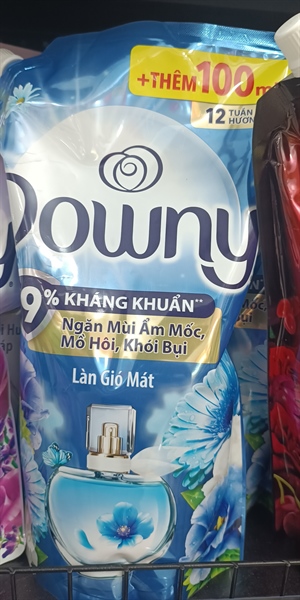 +THÊM 100m
12 TUẦN
HƯƠN
Downy
9% KHÁNG KHUẨN**
Ngăn Mùi Ẩm Mốc,
Mồ Hôi, Khói Bụi
Làn Gió Mát